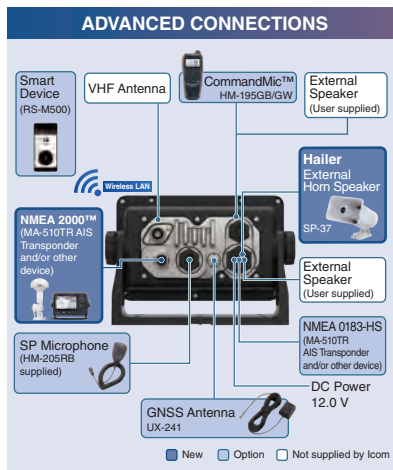 ADVANCED CONNECTIONS
Smart
Device
(RS-M500)
VHF Antenna
CommandMic™
HM-195GB/GW
External
Speaker
(User supplied)
Wireless LAN
Hailer
External
Horn Speaker
SP-37
NMEA 2000™
(MA-510TR AIS
Transponder
and/or other
device)
External
Speaker
(User supplied)
SP Microphone
(HM-205RB
supplied)
NMEA 0183-HS
(MA-510TR
AIS Transponder
and/or other device)
GNSS Antenna
UX-241
DC Power
12.0 V
New
Option
Not supplied by Icom